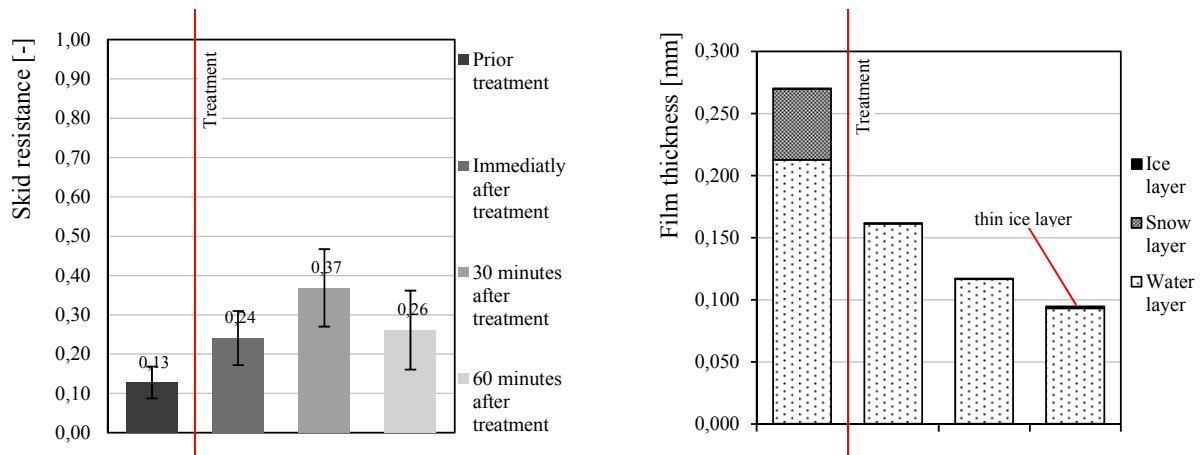 Skid resistance [-]
1,00
0,90
0,80
0,70
0,60
0,50
0,40
0,30
0,20
0,10
0,00
Treatment
0,13
0,24
0,37
0,26
Prior
treatment
Immediatly
after
treatment
30 minutes
after
treatment
60 minutes
after
treatment
Film thickness [mm]
0,300
0,250
0,200
0,150
0,100
0,050
0,000
Treatment
thin ice layer
Ice
layer
Snow
layer
Water
layer